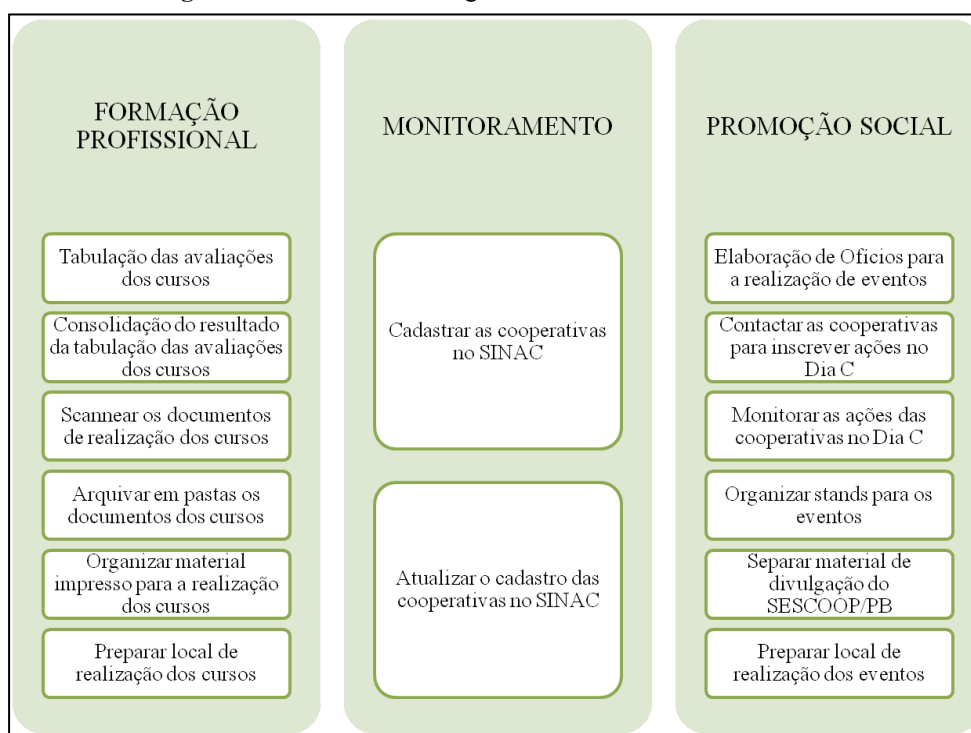 FORMAÇÃO
PROFISSIONAL
Tabulação das avaliações
dos cursos
Consolidação do resultado
da tabulação das avaliações
dos cursos
Scannear os documentos
de realização dos cursos
Arquivar em pastas os
documentos dos cursos
Organizar material
impresso para a realização
dos cursos
Preparar local de
realização dos cursos
MONITORAMENTO
Cadastrar as cooperativas
no SINAC
Atualizar o cadastro das
cooperativas no SINAC
PROMOÇÃO SOCIAL
Elaboração de Ofícios para
a realização de eventos
Contactar as cooperativas
para inscrever ações no
Dia C
Monitorar as ações das
cooperativas no Dia C
Organizar stands para os
eventos
Separar material de
divulgação do
SESCOOP/PB
Preparar local de
realização dos eventos